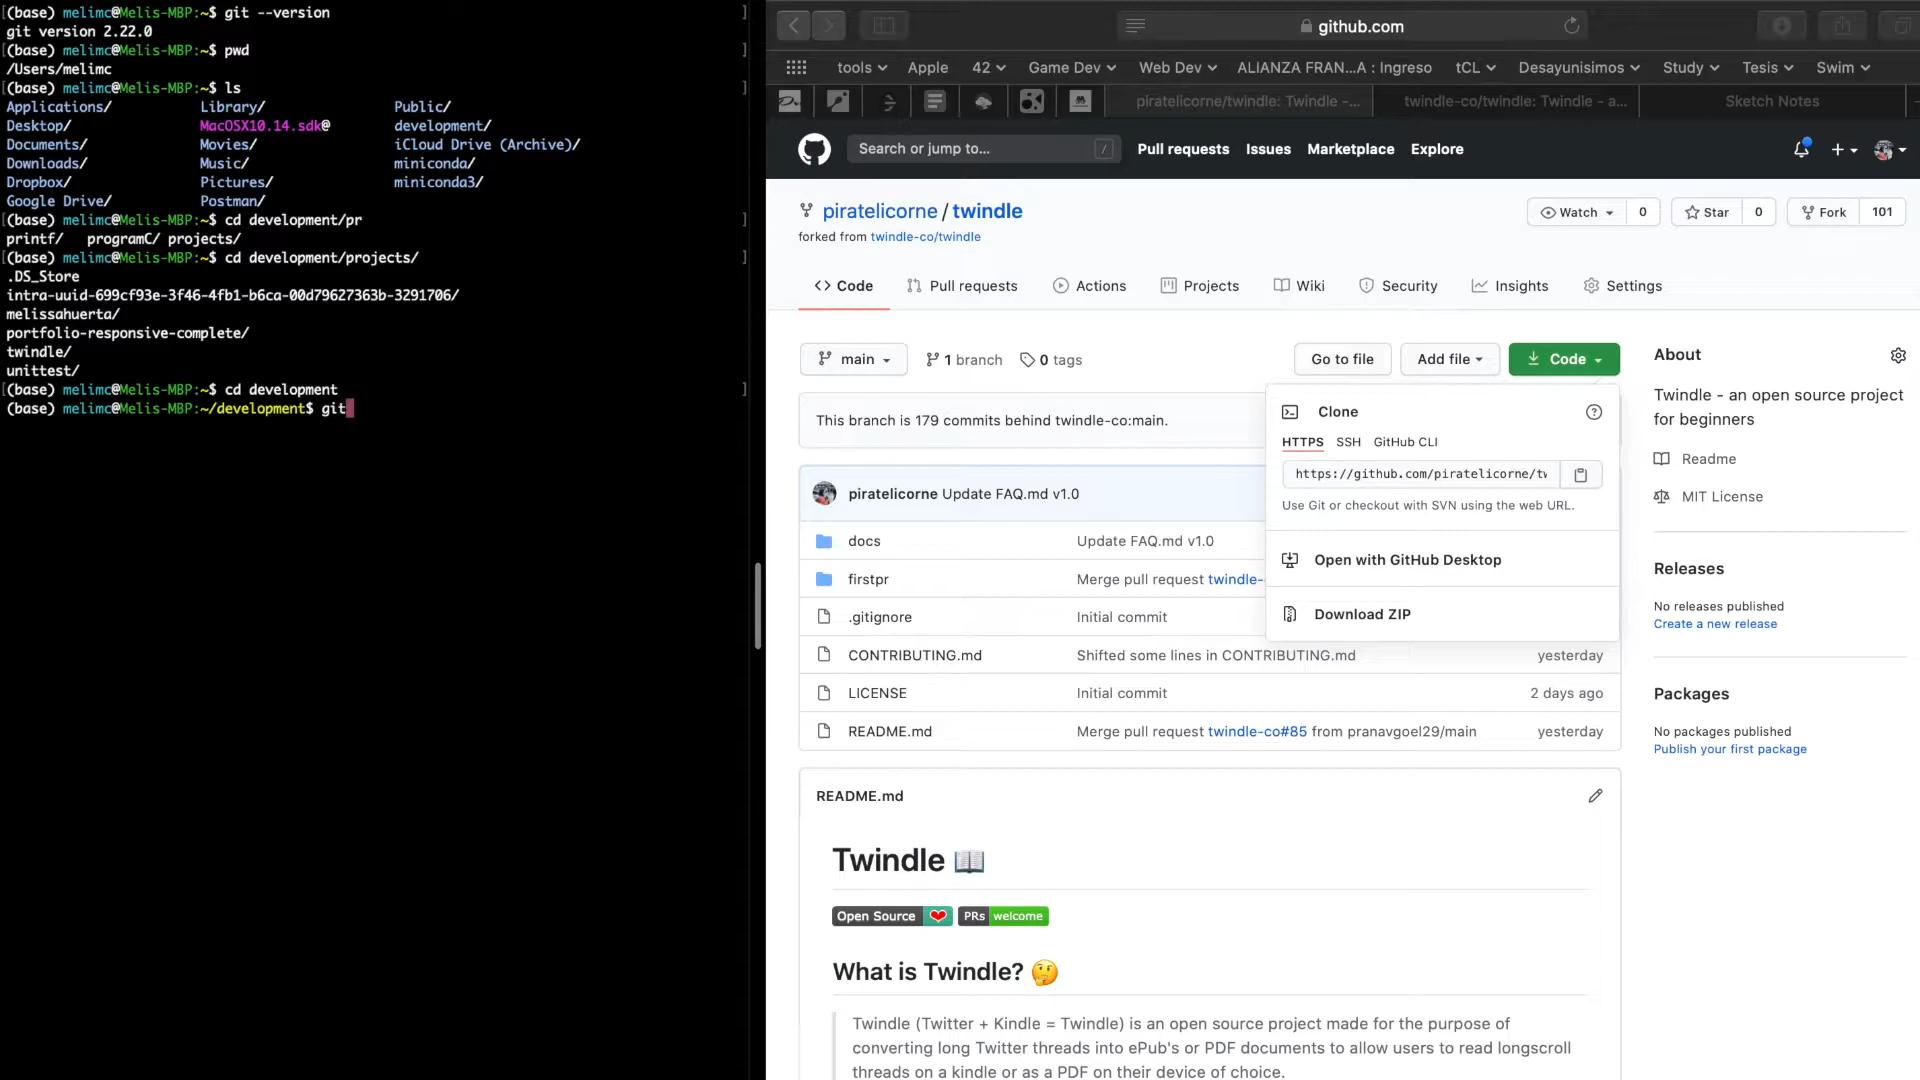 (base) melimc@Melis-MBP:~$ git --version
git version 2.22.0
(base) melimc@Melis-MBP:~$ pwd
/Users/melimc
(base) melimc@Melis-MBP:~$ ls
Applications/ Library/ Public/
Desktop/ MacOSX10.14.sdk@ development/
Documents/ Movies/ iCloud Drive (Archive)/
Downloads/ Music/ miniconda/
Dropbox/ Pictures/ miniconda3/
Google Drive/ Postman/
(base) melimc@Melis-MBP:~$ cd development/pr
printf/ programC/ projects/
(base) melimc@Melis-MBP:~$ cd development/projects/
.DS_Store
intra-uuid-699cf93e-3f46-4fb1-b6ca-00d79627363b-3291706/
melissahuerta/
portfolio-responsive-complete/
twindle/
unittest/
(base) melimc@Melis-MBP:~$ cd development
(base) melimc@Melis-MBP:~/development$ git
github.com
tools Apple 42 Game Dev Web Dev ALIANZA FRAN...A : Ingreso tCL Desayunisimos Study Tesis Swim
piratelicorne/twindle: Twindle -... twindle-co/twindle: Twindle - a... Sketch Notes
Search or jump to... / Pull requests Issues Marketplace Explore
piratelicorne / twindle
Watch 0 Star 0 Fork 101
forked from twindle-co/twindle
<> Code Pull requests Actions Projects Wiki Security Insights Settings
main 1 branch 0 tags Go to file Add file Code
This branch is 179 commits behind twindle-co:main.
Clone
HTTPS SSH GitHub CLI
https://github.com/piratelicorne/tw
Use Git or checkout with SVN using the web URL.
Open with GitHub Desktop
Download ZIP
piratelicorne Update FAQ.md v1.0
docs Update FAQ.md v1.0
firstpr Merge pull request twindle-
.gitignore Initial commit
CONTRIBUTING.md Shifted some lines in CONTRIBUTING.md yesterday
LICENSE Initial commit 2 days ago
README.md Merge pull request twindle-co#85 from pranavgoel29/main yesterday
About
Twindle - an open source project
for beginners
Readme
MIT License
Releases
No releases published
Create a new release
Packages
No packages published
Publish your first package
README.md
Twindle 📖
Open Source ❤ PRs welcome
What is Twindle? 🤔
Twindle (Twitter + Kindle = Twindle) is an open source project made for the purpose of
converting long Twitter threads into ePub's or PDF documents to allow users to read longscroll
threads on a kindle or as a PDF on their device of choice.